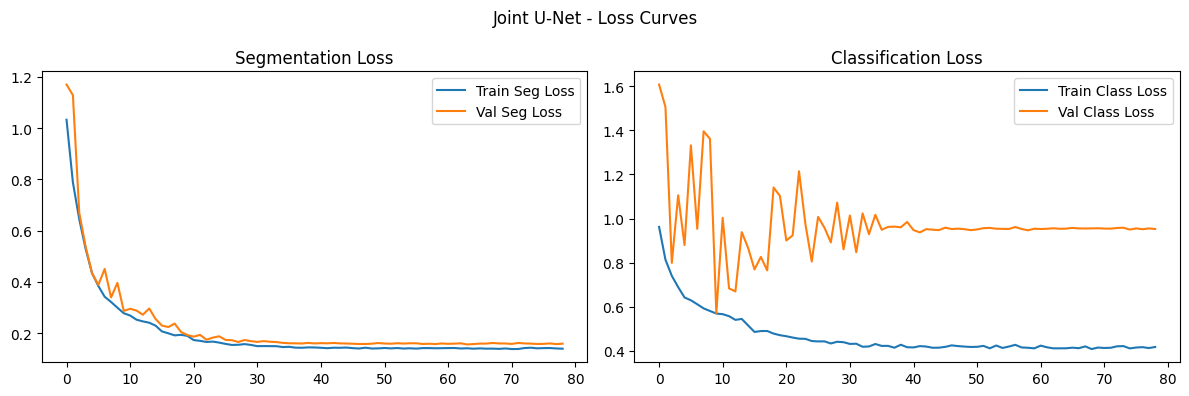 Joint U-Net - Loss Curves
Segmentation Loss
Train Seg Loss
Val Seg Loss
1.2
1.0
0.8
0.6
0.4
0.2
0 10 20 30 40 50 60 70 80
Classification Loss
Train Class Loss
Val Class Loss
1.6
1.4
1.2
1.0
0.8
0.6
0.4
0 10 20 30 40 50 60 70 80